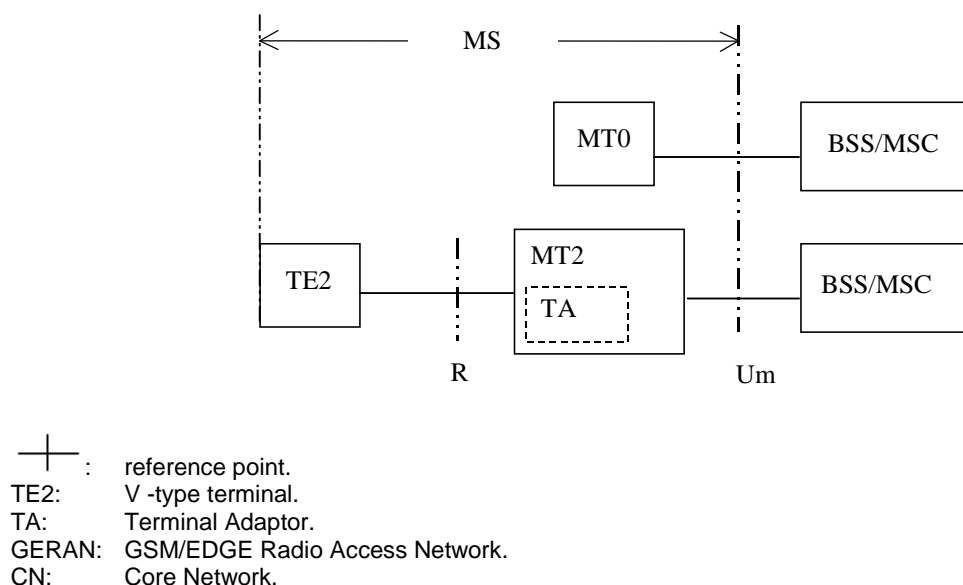 MS
MT0
BSS/MSC
TE2
MT2
TA
BSS/MSC
R
Um
: reference point.
TE2: V -type terminal.
TA: Terminal Adaptor.
GERAN: GSM/EDGE Radio Access Network.
CN: Core Network.